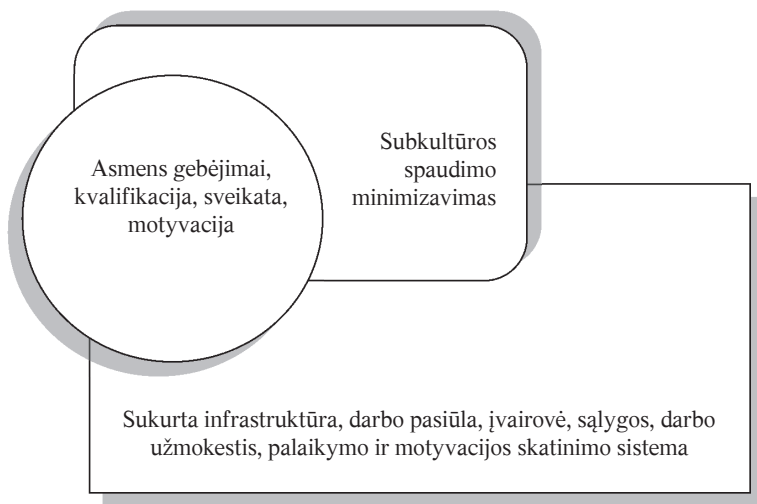 Asmens gebėjimai,
kvalifikacija, sveikata,
motyvacija
Subkultūros
spaudimo
minimizavimas
Sukurta infrastruktūra, darbo pasiūla, įvairovė, sąlygos, darbo
užmokestis, palaikymo ir motyvacijos skatinimo sistema